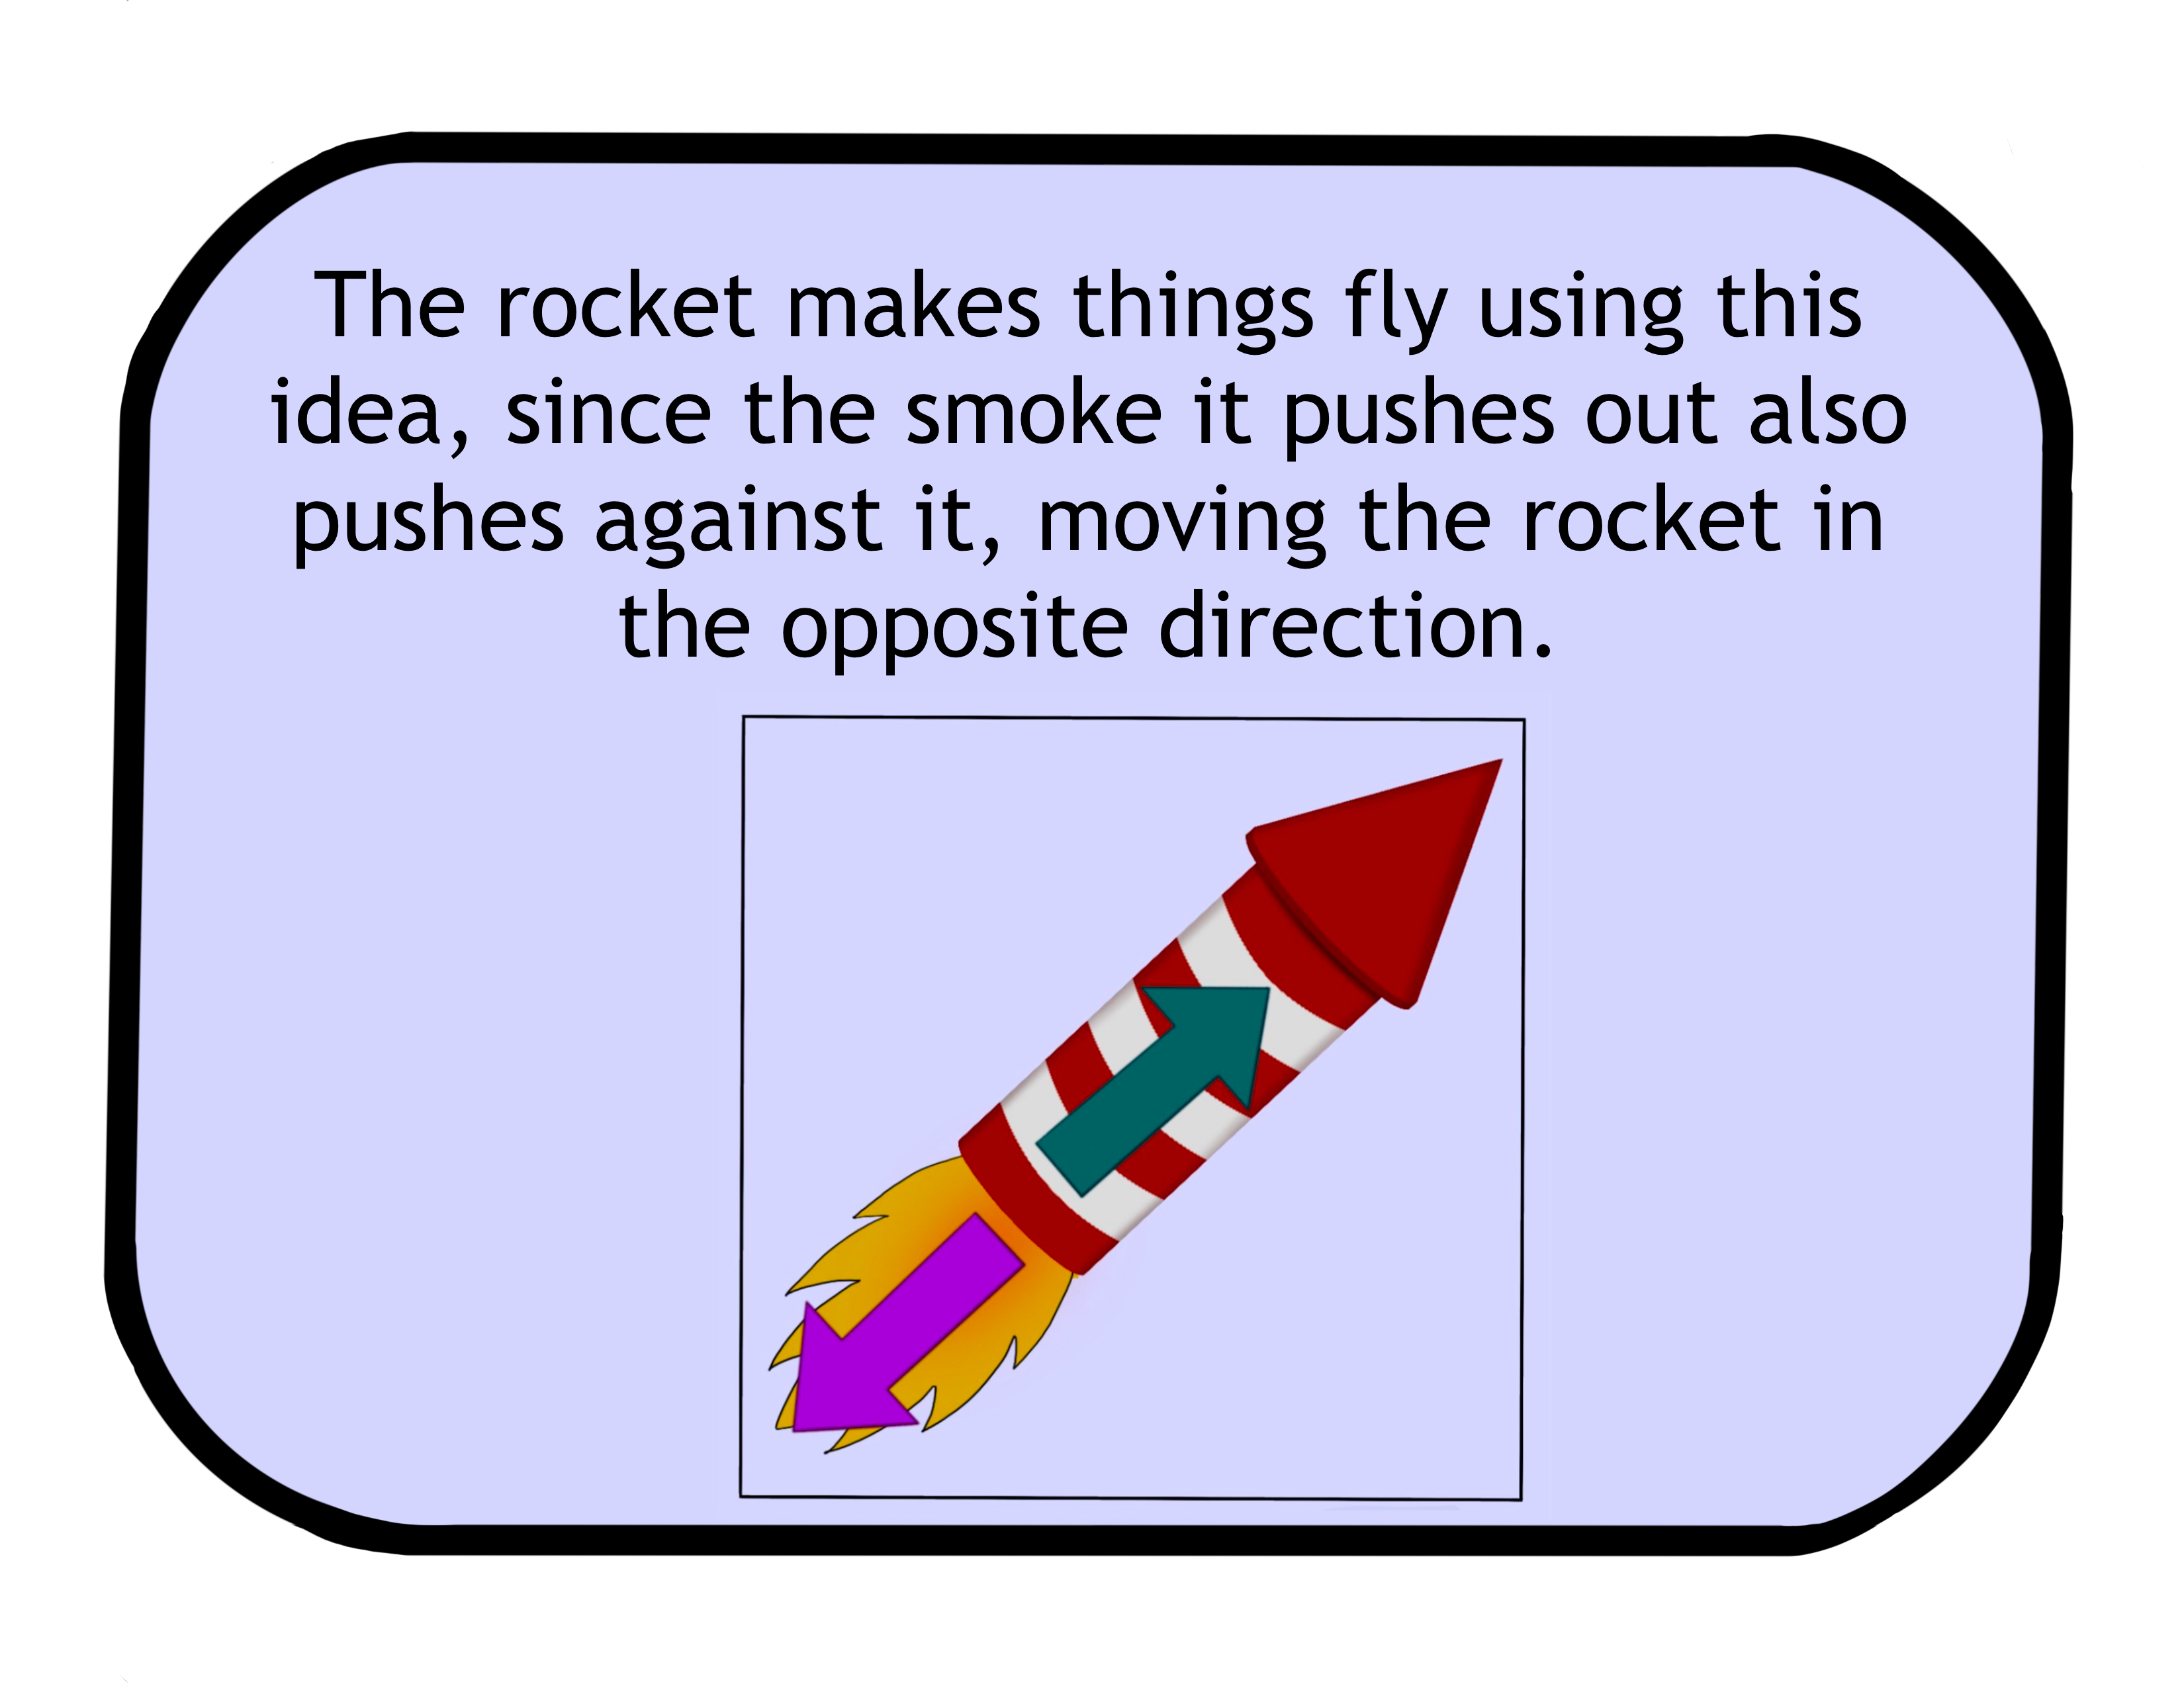 The rocket makes things fly using this
idea, since the smoke it pushes out also
pushes against it, moving the rocket in
the opposite direction.